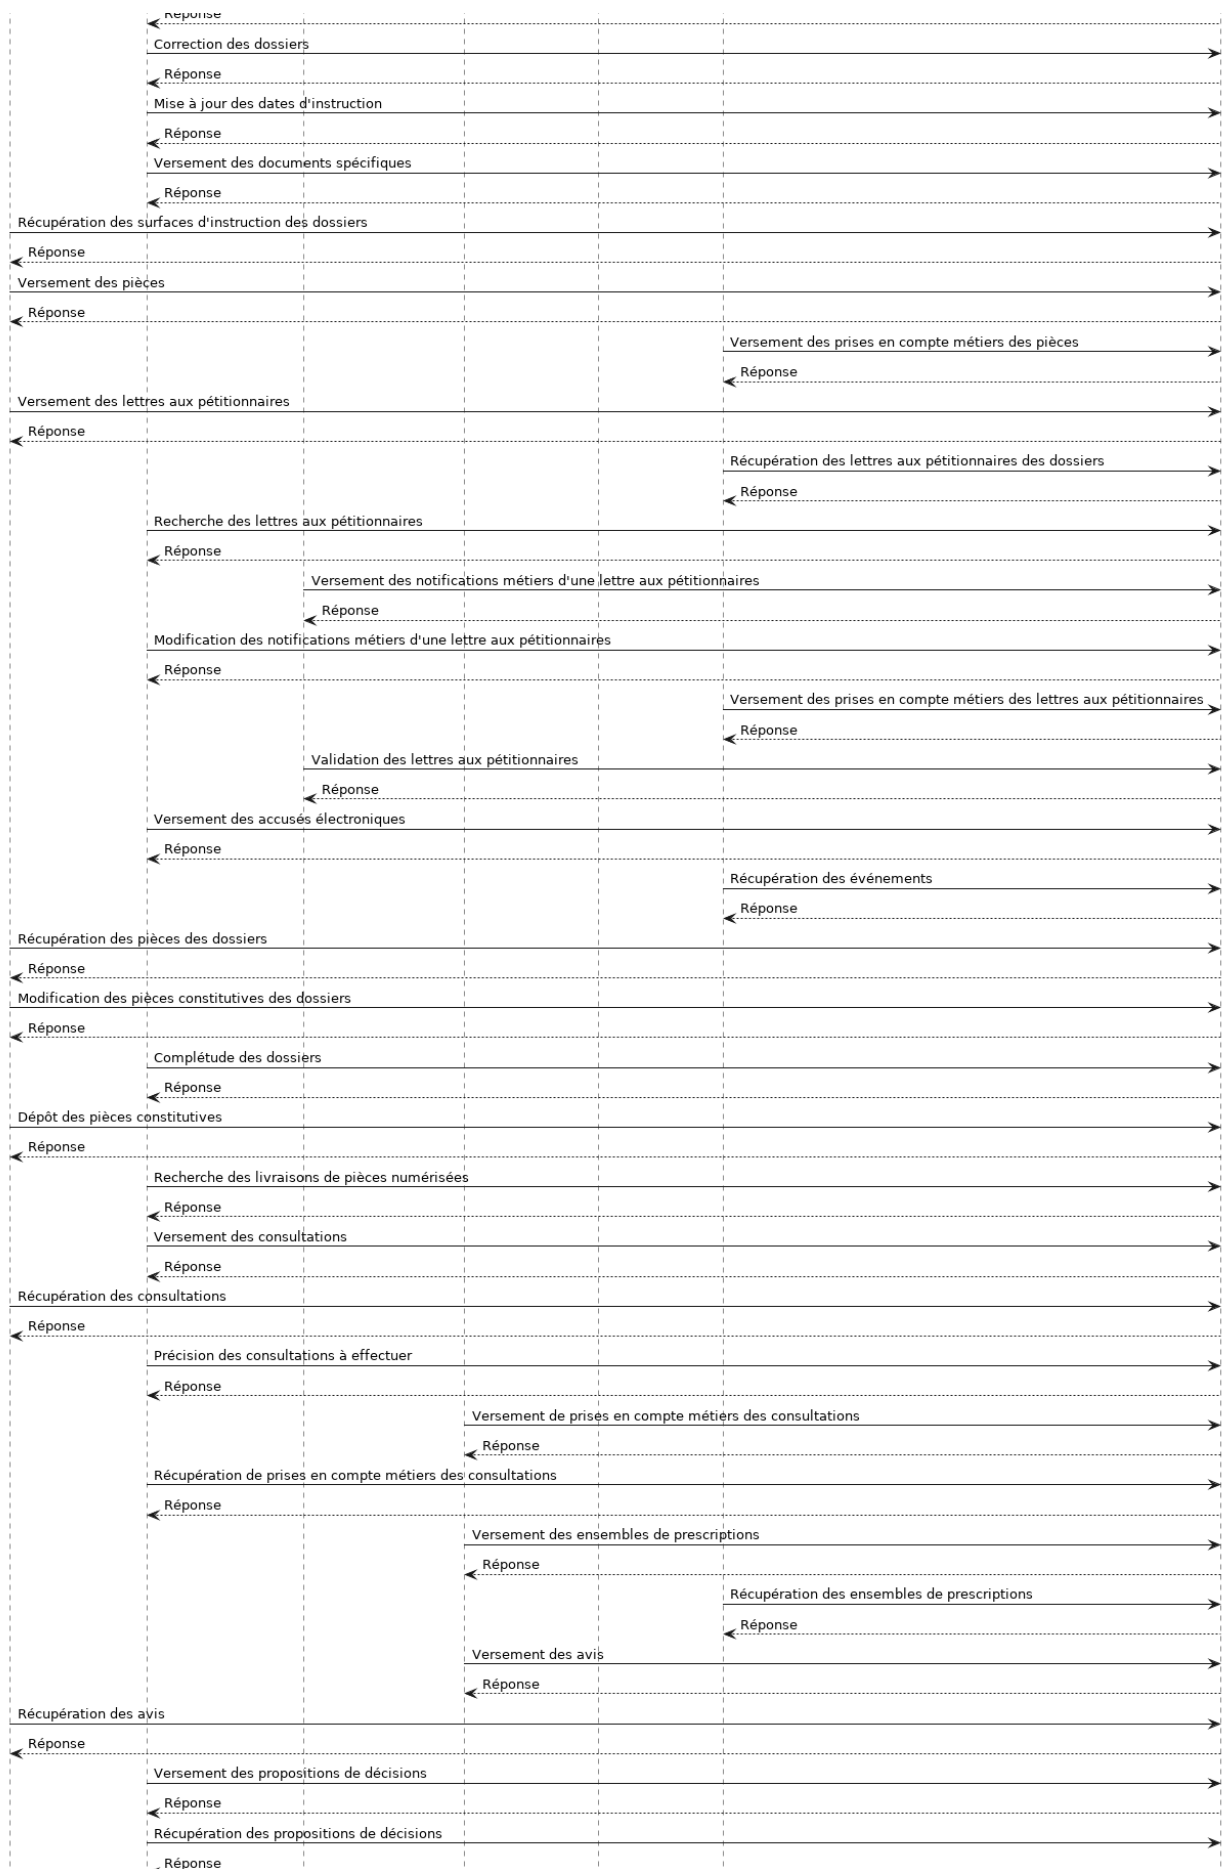 Réponse
Correction des dossiers
Réponse
Mise à jour des dates d'instruction
Réponse
Versement des documents spécifiques
Réponse
Récupération des surfaces d'instruction des dossiers
Réponse
Versement des pièces
Réponse
Versement des prises en compte métiers des pièces
Réponse
Versement des lettres aux pétitionnaires
Réponse
Récupération des lettres aux pétitionnaires des dossiers
Réponse
Recherche des lettres aux pétitionnaires
Réponse
Versement des notifications métiers d'une lettre aux pétitionnaires
Réponse
Modification des notifications métiers d'une lettre aux pétitionnaires
Réponse
Versement des prises en compte métiers des lettres aux pétitionnaires
Réponse
Validation des lettres aux pétitionnaires
Réponse
Versement des accusés électroniques
Réponse
Récupération des événements
Réponse
Récupération des pièces des dossiers
Réponse
Modification des pièces constitutives des dossiers
Réponse
Complétude des dossiers
Réponse
Dépôt des pièces constitutives
Réponse
Recherche des livraisons de pièces numérisées
Réponse
Versement des consultations
Réponse
Récupération des consultations
Réponse
Précision des consultations à effectuer
Réponse
Versement de prises en compte métiers des consultations
Réponse
Récupération de prises en compte métiers des consultations
Réponse
Versement des ensembles de prescriptions
Réponse
Récupération des ensembles de prescriptions
Réponse
Versement des avis
Réponse
Récupération des avis
Réponse
Versement des propositions de décisions
Réponse
Récupération des propositions de décisions
Réponse